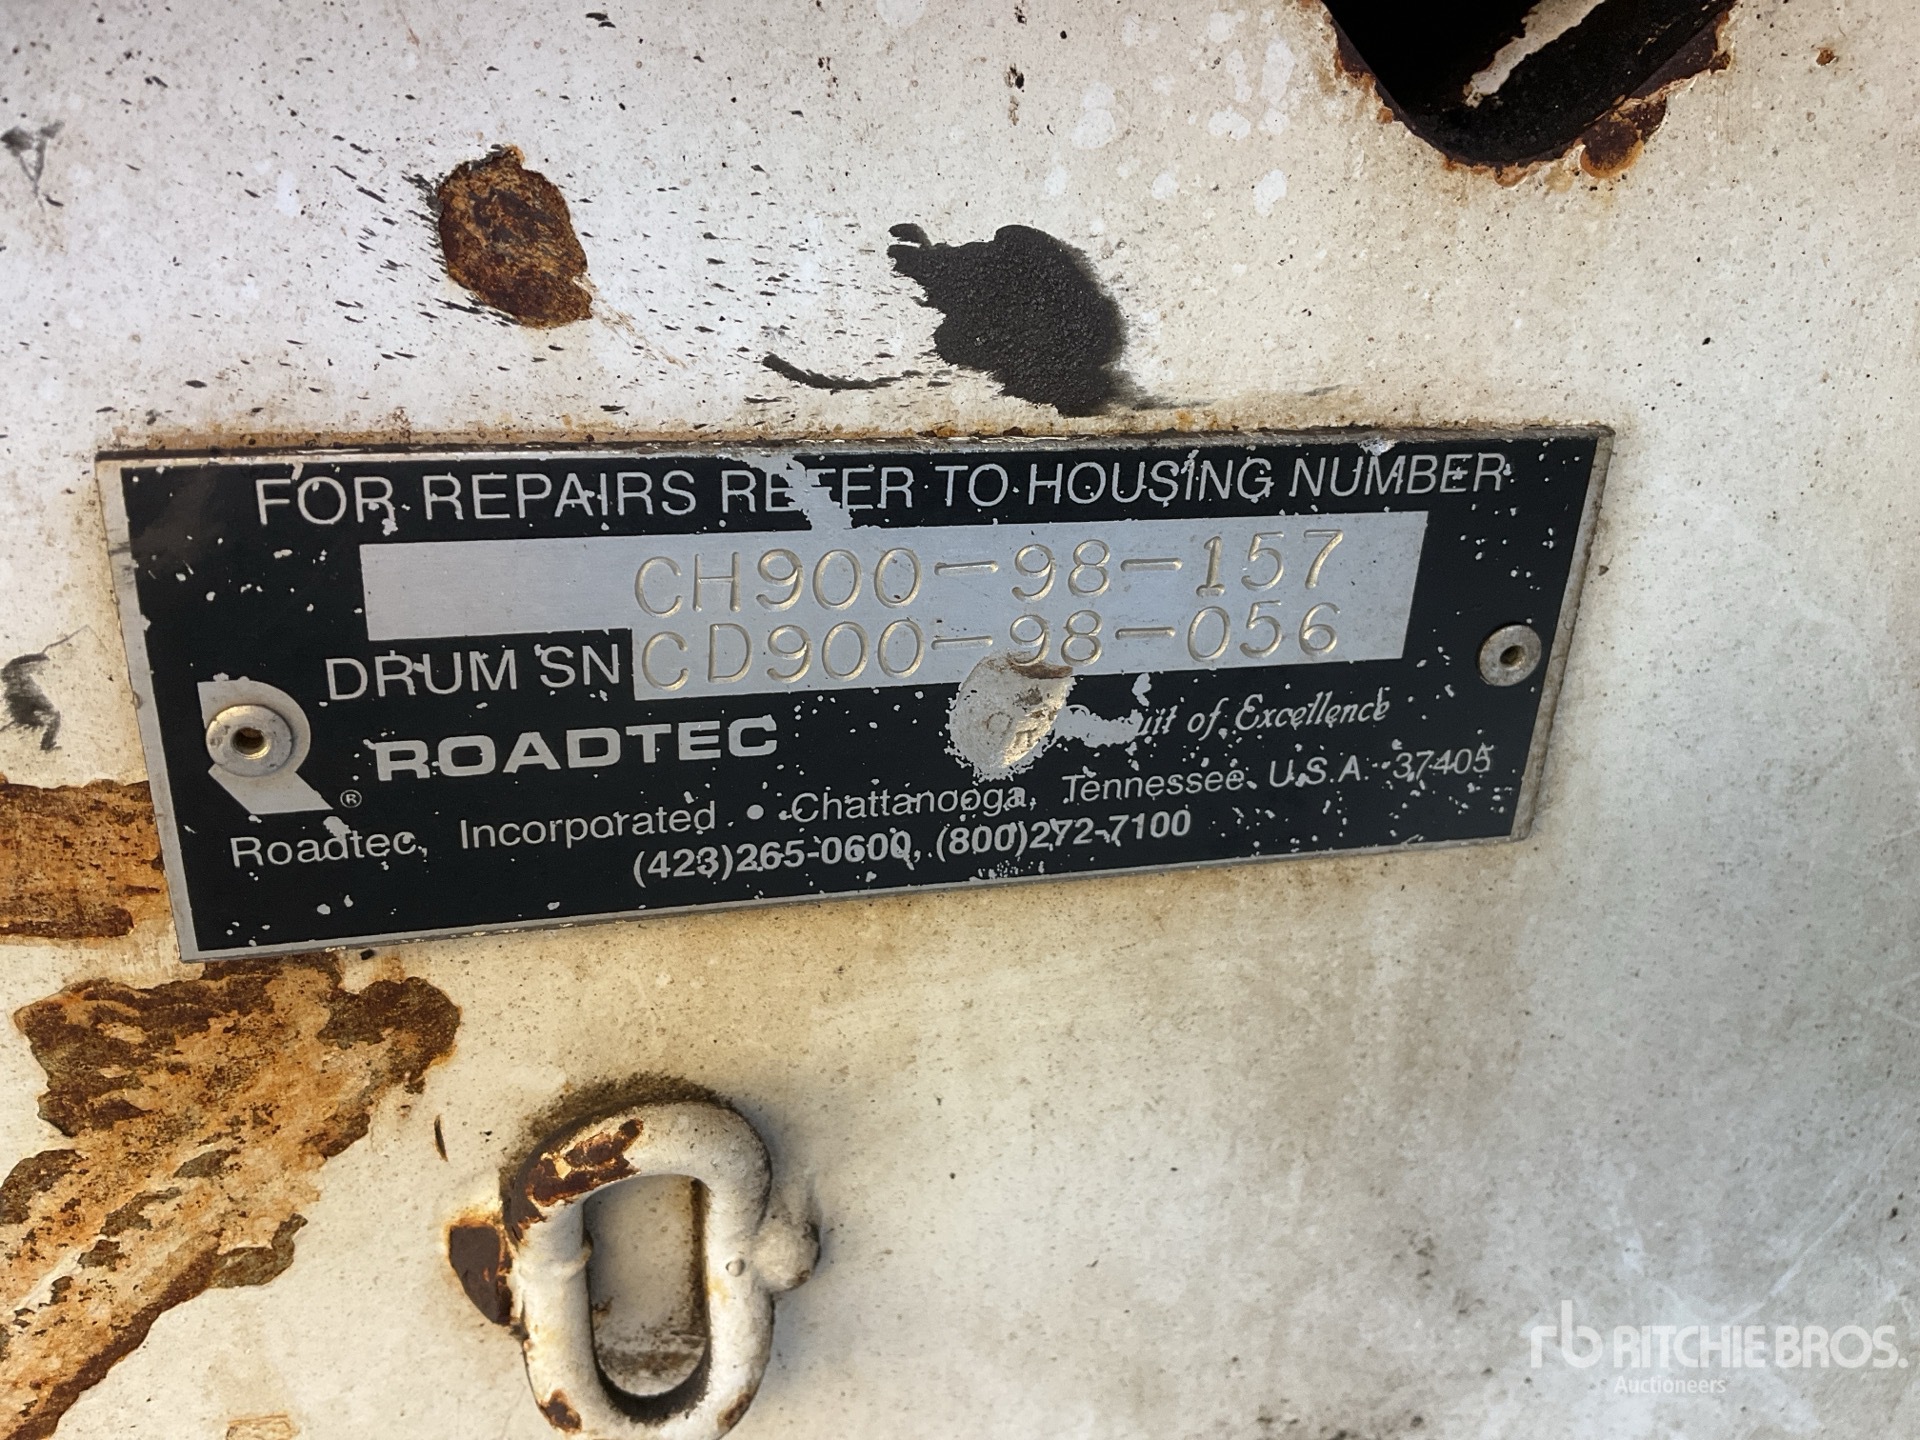 FOR REPAIRS REFER TO HOUSING NUMBER
CH900-98-157
DRUM SN CD900-98-056
ROADTEC of Excellence
®
Roadtec, Incorporated • Chattanooga, Tennessee U.S.A. 37405
(423)265-0600, (800)272-7100
rb RITCHIE BROS.
Auctioneers